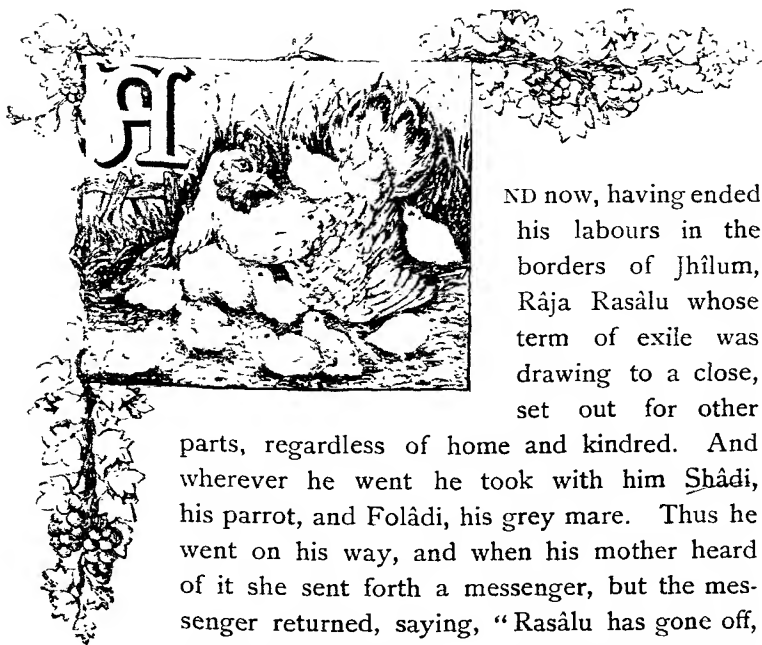 AND now, having ended
his labours in the
borders of Jhîlum,
Râja Rasâlu whose
term of exile was
drawing to a close,
set out for other
parts, regardless of home and kindred. And
wherever he went he took with him Shâdi,
his parrot, and Folâdi, his grey mare. Thus he
went on his way, and when his mother heard
of it she sent forth a messenger, but the mes-
senger returned, saying, “Rasâlu has gone off,